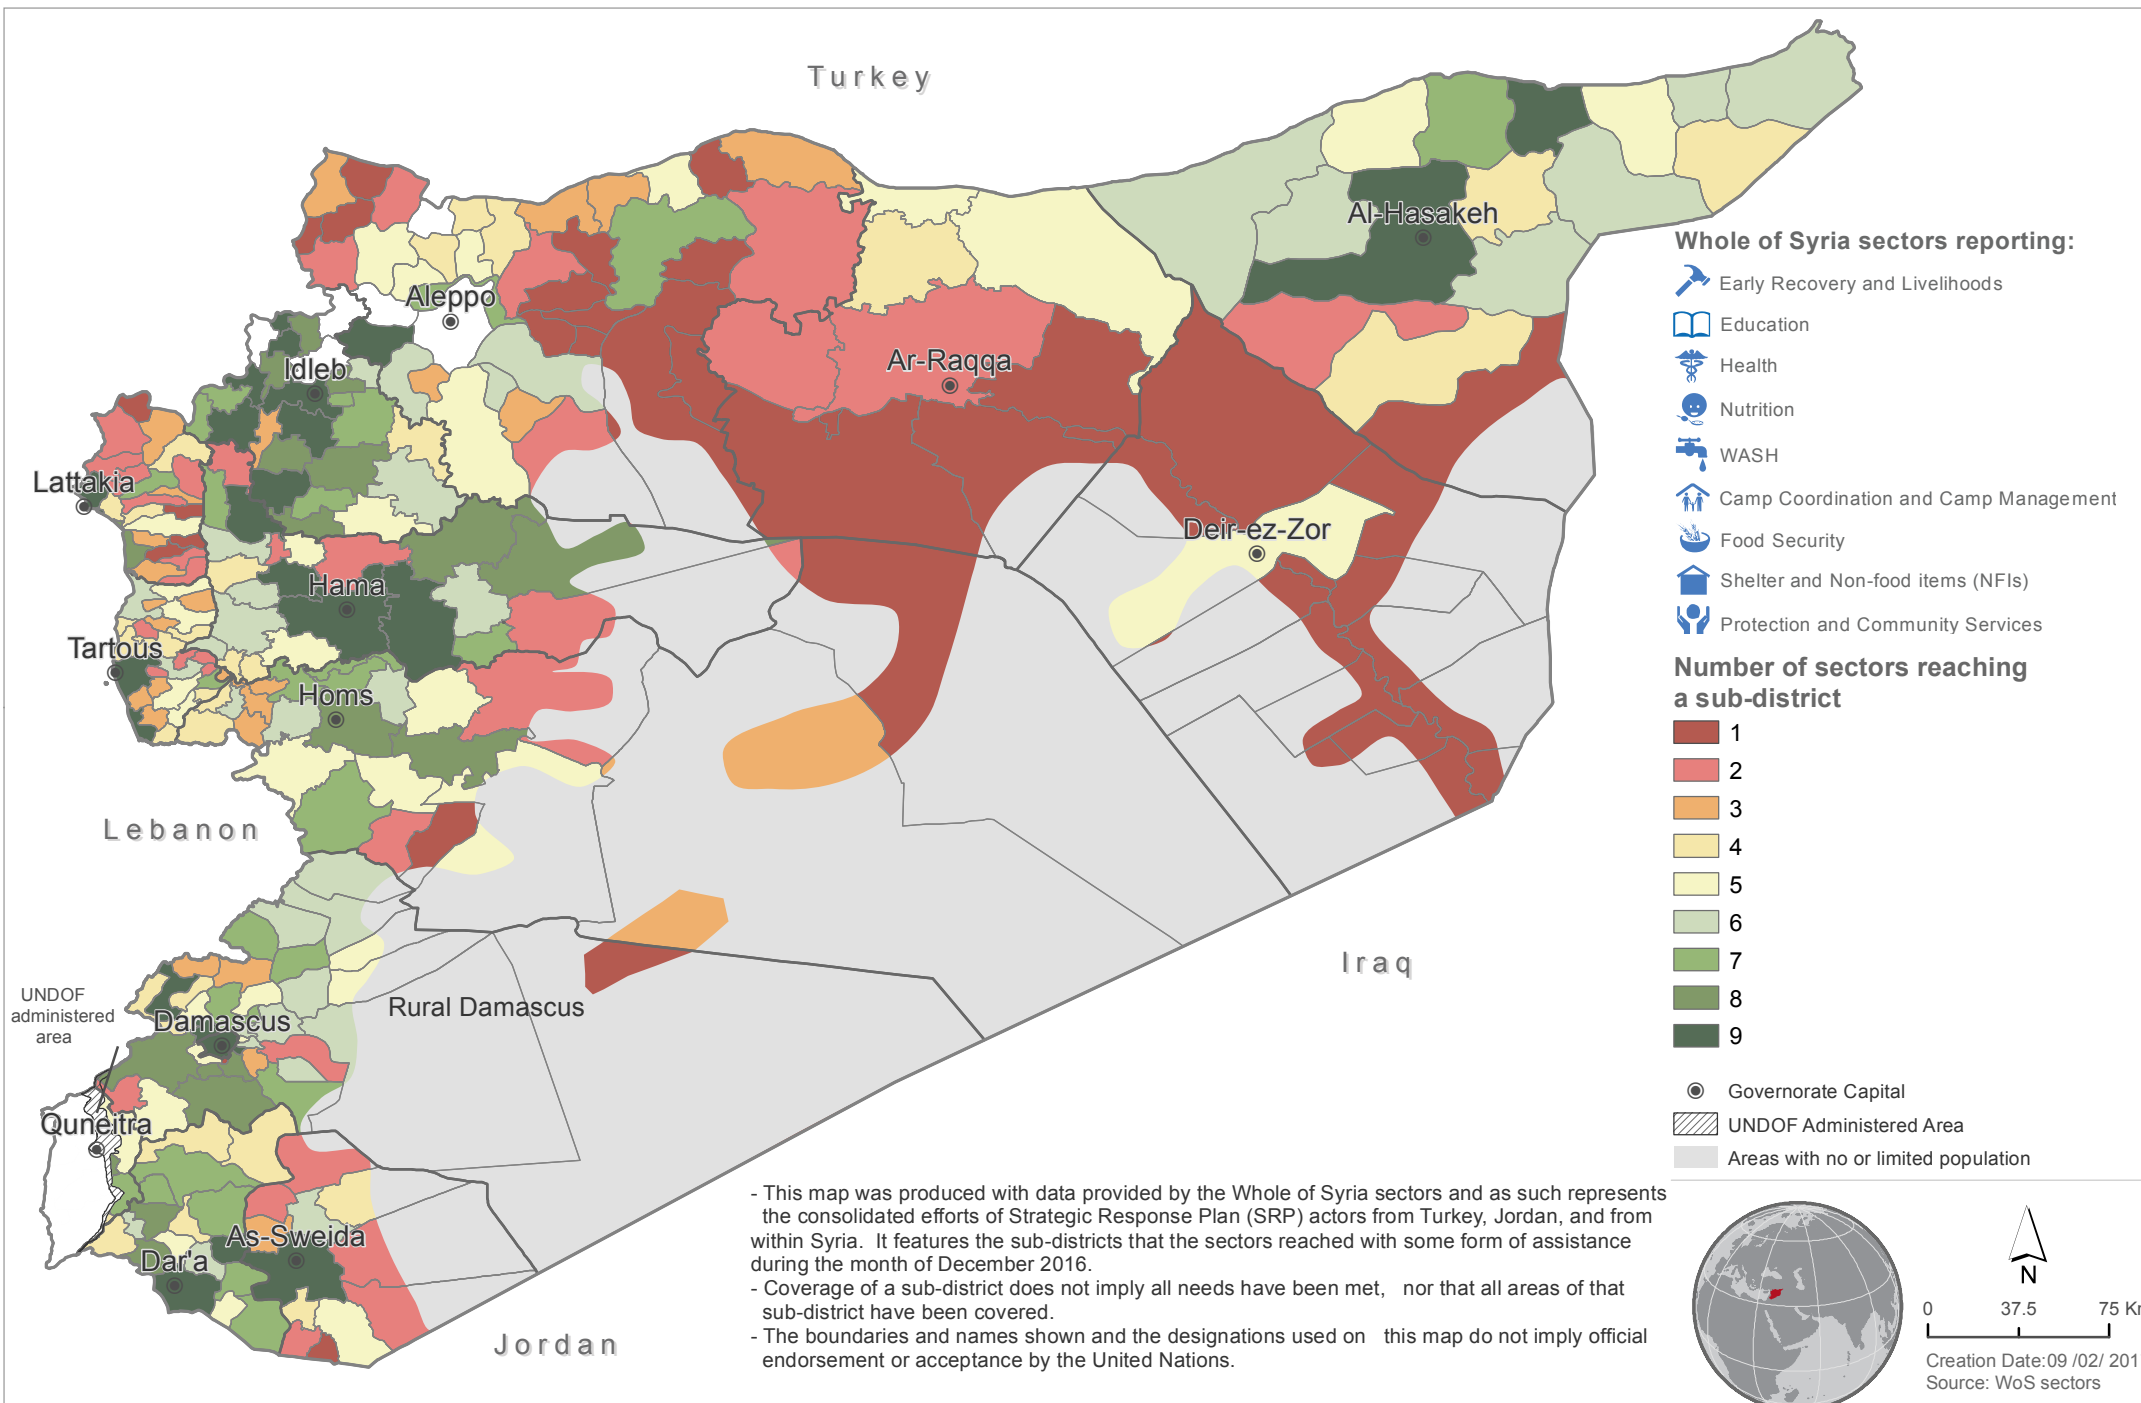 Turkey
Al-Hasakeh
Aleppo
Idleb
Ar-Raqqa
Lattakia
Deir-ez-Zor
Hama
Tartous
Homs
Lebanon
Iraq
UNDOF
administered
area
Rural Damascus
Damascus
Quneitra
As-Sweida
Dar'a
Jordan
Whole of Syria sectors reporting:
Early Recovery and Livelihoods
Education
Health
Nutrition
WASH
Camp Coordination and Camp Management
Food Security
Shelter and Non-food items (NFIs)
Protection and Community Services
Number of sectors reaching
a sub-district
1
2
3
4
5
6
7
8
9
Governorate Capital
UNDOF Administered Area
Areas with no or limited population
- This map was produced with data provided by the Whole of Syria sectors and as such represents
the consolidated efforts of Strategic Response Plan (SRP) actors from Turkey, Jordan, and from
within Syria. It features the sub-districts that the sectors reached with some form of assistance
during the month of December 2016.
- Coverage of a sub-district does not imply all needs have been met, nor that all areas of that
sub-district have been covered.
- The boundaries and names shown and the designations used on this map do not imply official
endorsement or acceptance by the United Nations.
N
0 37.5 75
Creation Date:09 /02/ 201
Source: WoS sectors